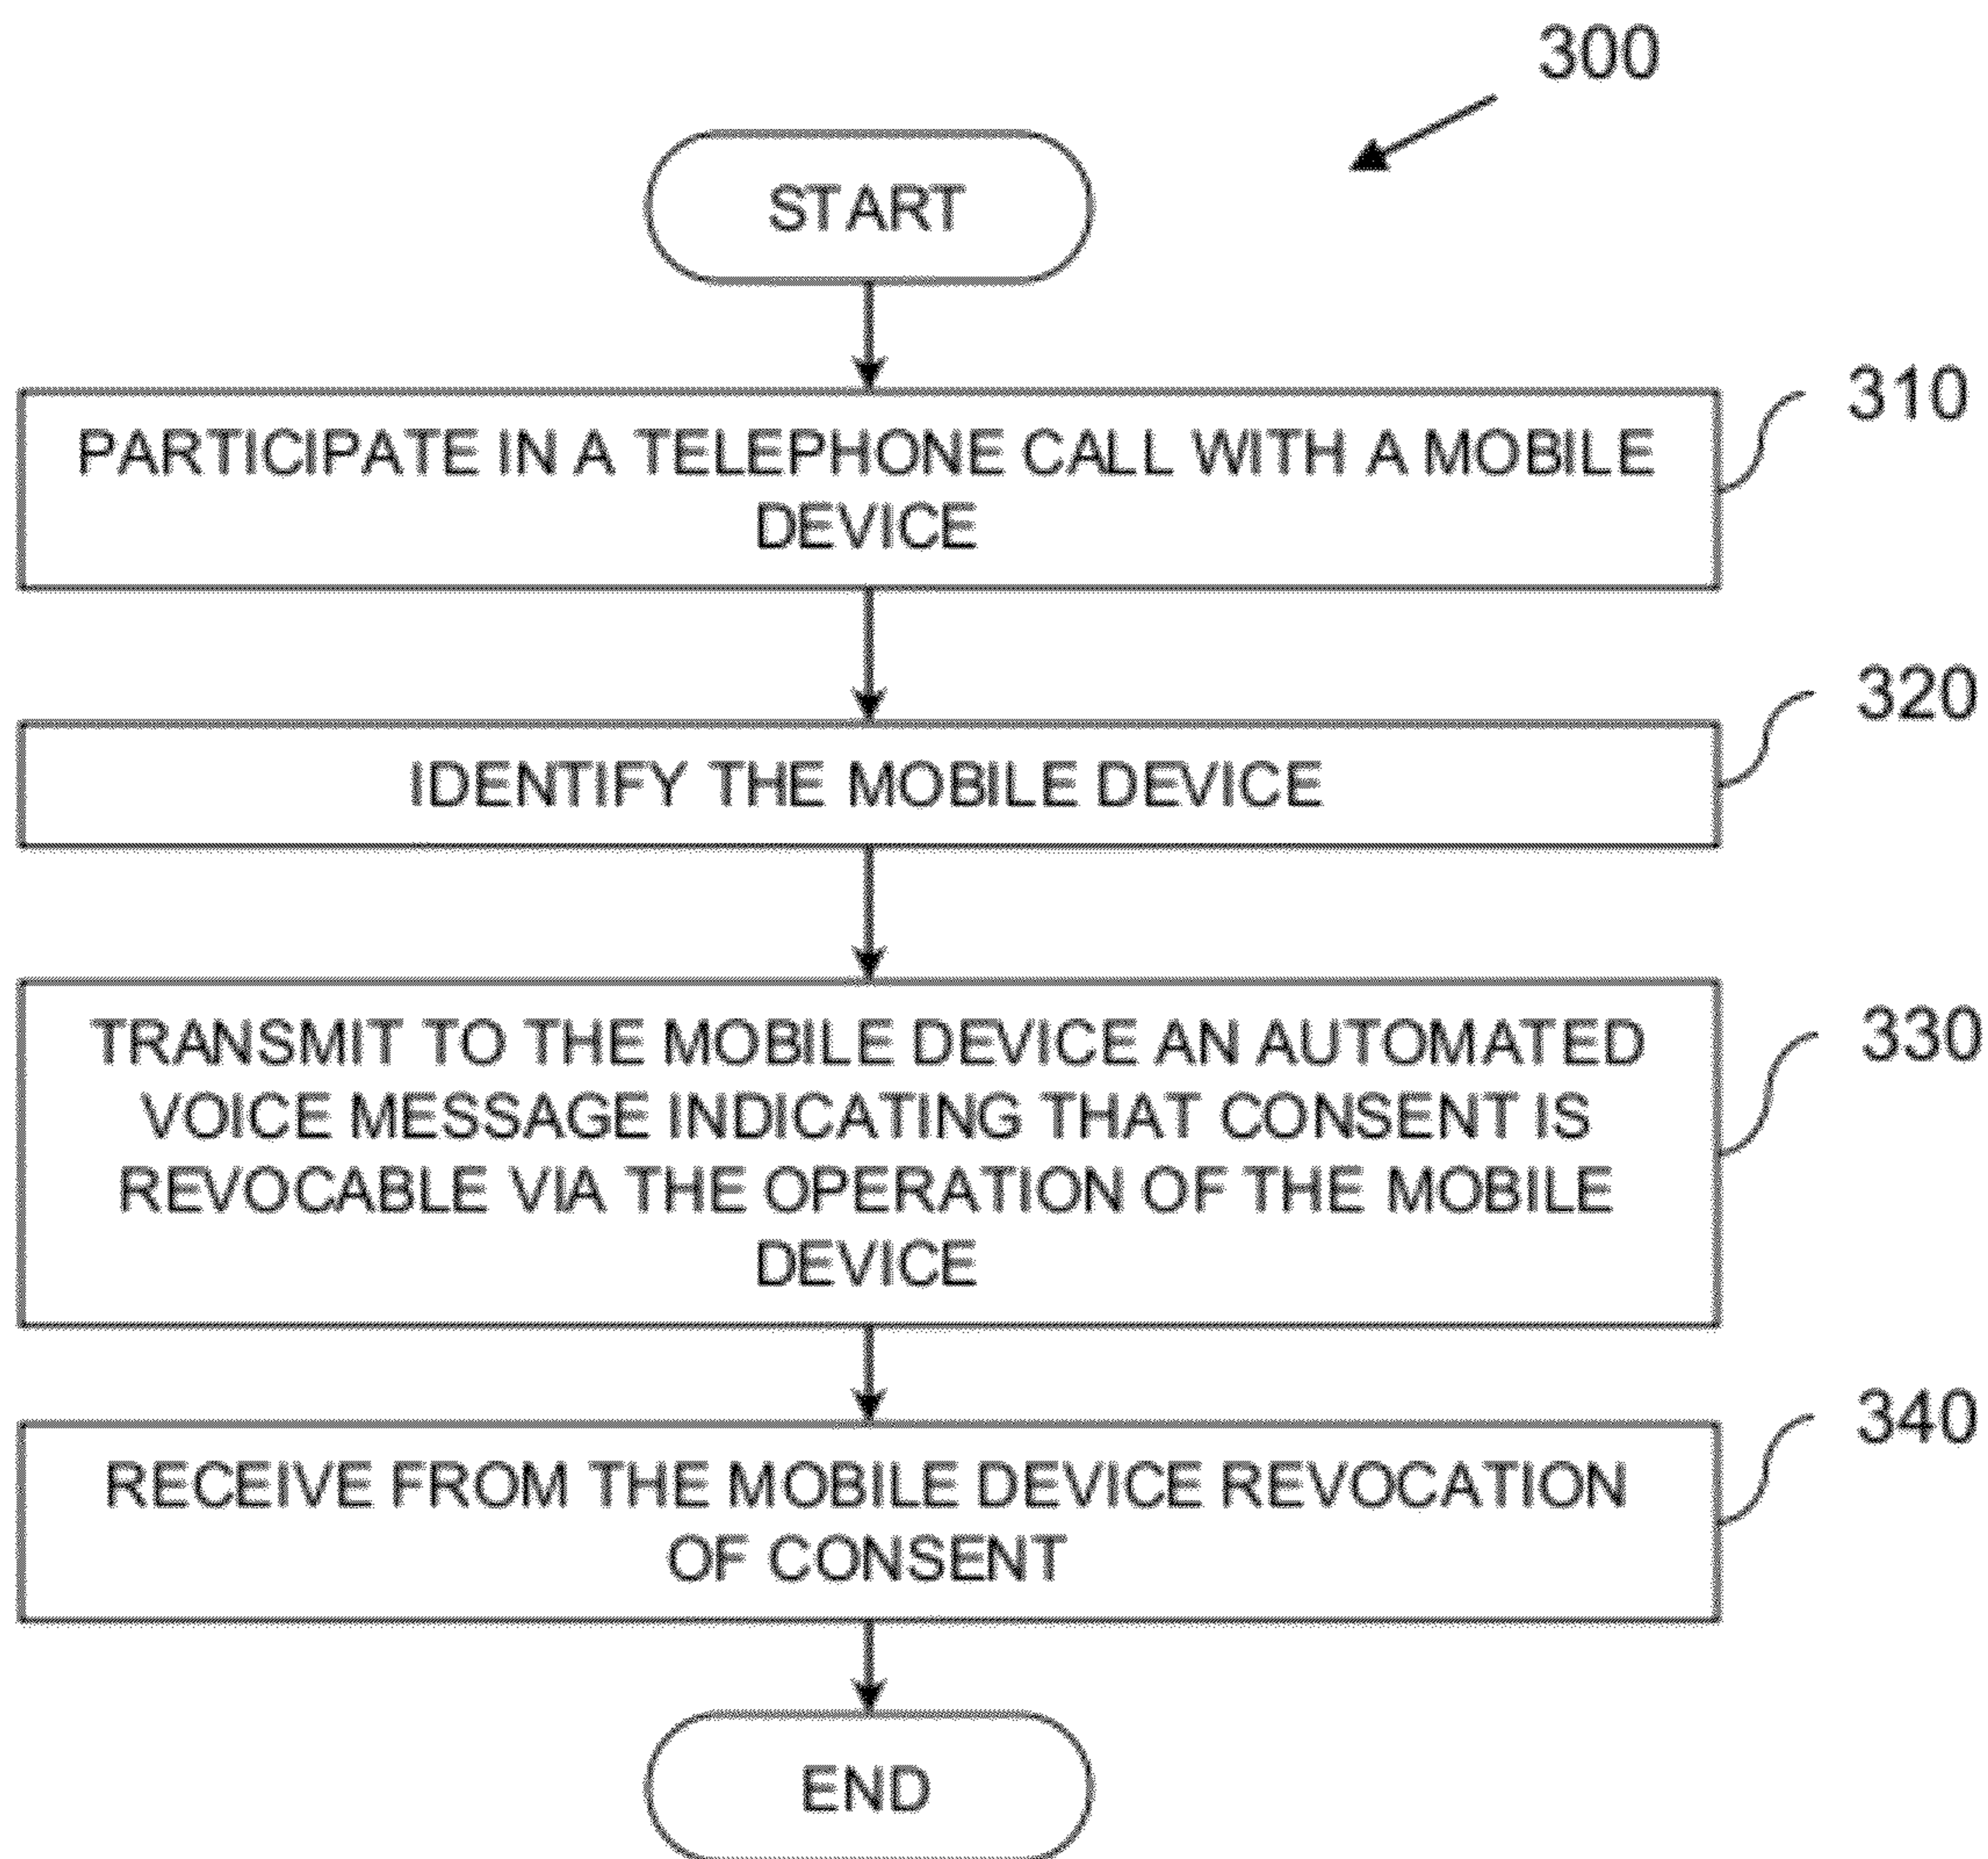 300
START
310
PARTICIPATE IN A TELEPHONE CALL WITH A MOBILE
DEVICE
320
IDENTIFY THE MOBILE DEVICE
330
TRANSMIT TO THE MOBILE DEVICE AN AUTOMATED
VOICE MESSAGE INDICATING THAT CONSENT IS
REVOCABLE VIA THE OPERATION OF THE MOBILE
DEVICE
340
RECEIVE FROM THE MOBILE DEVICE REVOCATION
OF CONSENT
END